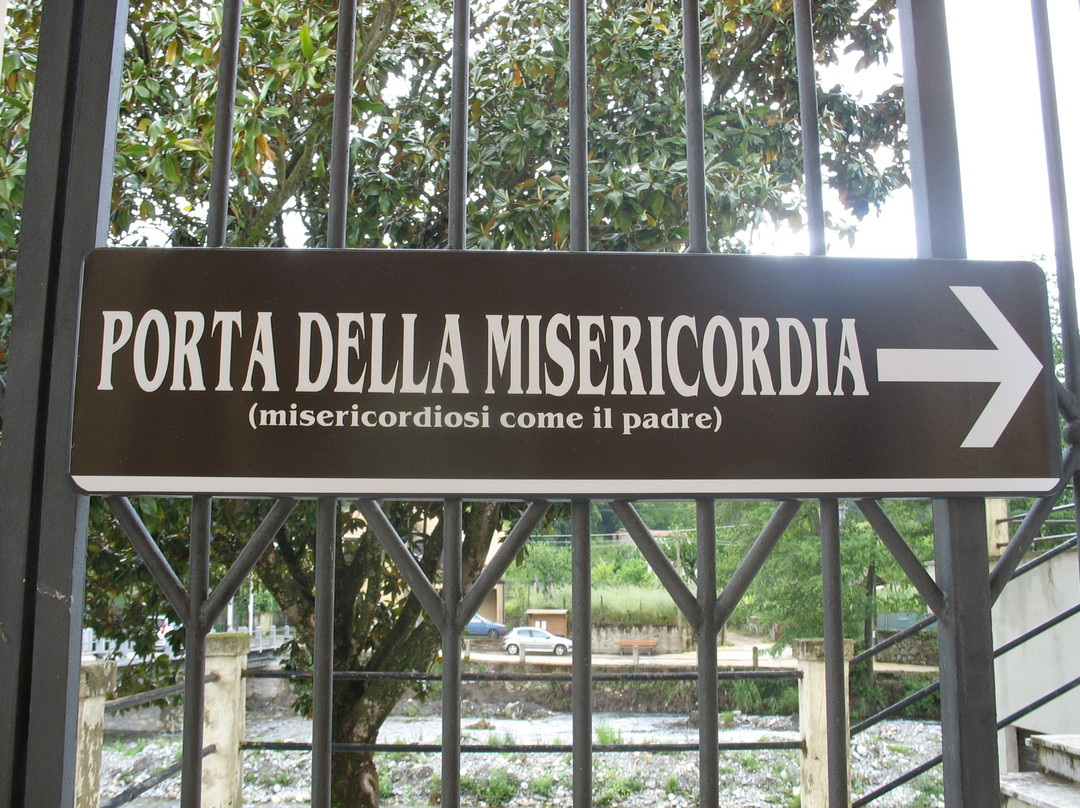 PORTA DELLA MISERICORDIA
(misericordiosi come il padre)